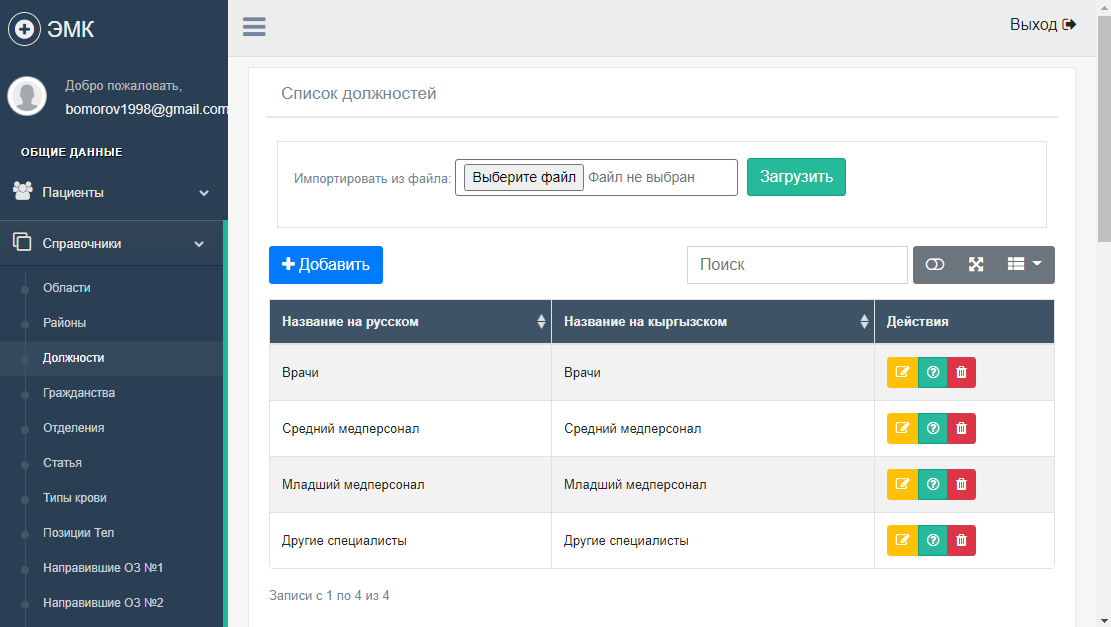 ЭМК
Выход
Добро пожаловать,
bomorov1998@gmail.com
ОБЩИЕ ДАННЫЕ
Пациенты
Справочники
Области
Районы
Должности
Гражданства
Отделения
Статья
Типы крови
Позиции Тел
Направившие ОЗ №1
Направившие ОЗ №2
Список должностей
Импортировать из файла: Выберите файл Файл не выбран Загрузить
Добавить Поиск
Название на русском Название на кыргызском Действия
Врачи Врачи
Средний медперсонал Средний медперсонал
Младший медперсонал Младший медперсонал
Другие специалисты Другие специалисты
Записи с 1 по 4 из 4